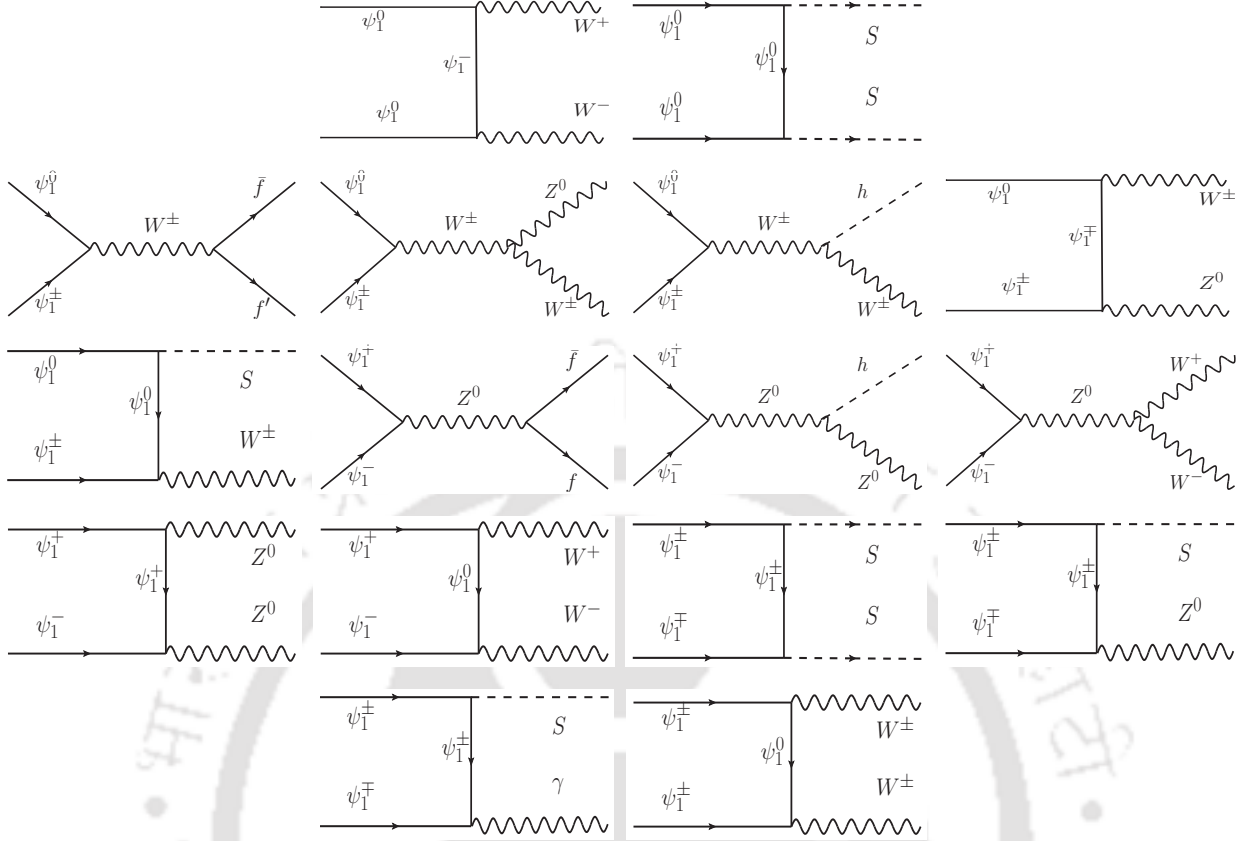 ψ₁⁰ W⁺
ψ₁⁻
ψ₁⁰ W⁻
ψ₁⁰ S
ψ₁⁰
ψ₁⁰ S
ψ₁⁰ f̄
W^±
ψ₁^± f′
ψ₁⁰ Z⁰
W^±
ψ₁^± W^±
ψ₁⁰ h
W^±
ψ₁^± W^±
ψ₁⁰ W^±
ψ₁^∓
ψ₁^± Z⁰
ψ₁⁰ S
ψ₁⁰
ψ₁^± W^±
ψ₁⁺ f̄
Z⁰
ψ₁⁻ f
ψ₁⁺ h
Z⁰
ψ₁⁻ Z⁰
ψ₁⁺ W⁺
Z⁰
ψ₁⁻ W⁻
ψ₁⁺ Z⁰
ψ₁⁺
ψ₁⁻ Z⁰
ψ₁⁺ W⁺
ψ₁⁰
ψ₁⁻ W⁻
ψ₁^± S
ψ₁^±
ψ₁^∓ S
ψ₁^± S
ψ₁^±
ψ₁^∓ Z⁰
ψ₁^± S
ψ₁^±
ψ₁^∓ γ
ψ₁^± W^±
ψ₁⁰
ψ₁^± W^±